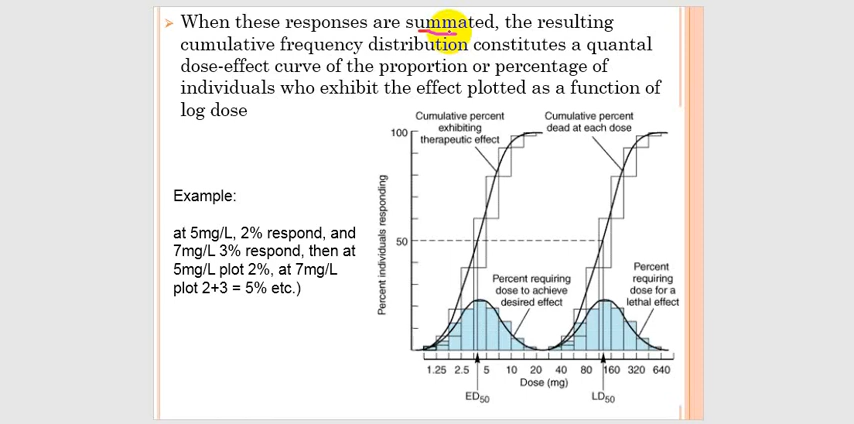 ➢ When these responses are summated, the resulting
cumulative frequency distribution constitutes a quantal
dose-effect curve of the proportion or percentage of
individuals who exhibit the effect plotted as a function of
log dose
Example:
at 5mg/L, 2% respond, and
7mg/L 3% respond, then at
5mg/L plot 2%, at 7mg/L
plot 2+3 = 5% etc.)
Cumulative percent
exhibiting
therapeutic effect
Cumulative percent
dead at each dose
100
50
Percent individuals responding
Percent requiring
dose to achieve
desired effect
Percent
requiring
dose for a
lethal effect
1.25 2.5 5 10 20 40 80 160 320 640
Dose (mg)
ED50
LD50